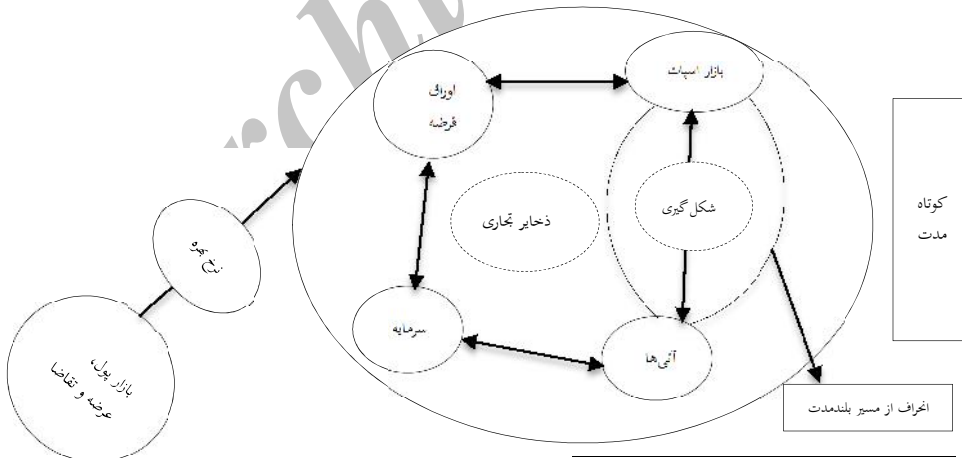 بازار اسپات
اوراق
قرضه
کوتاه
مدت
شکل گیری
ذخایر تجاری
نرخ بهره
سرمایه
آتی‌ها
بازار پول،
عرضه و تقاضا
انحراف از مسیر بلندمدت